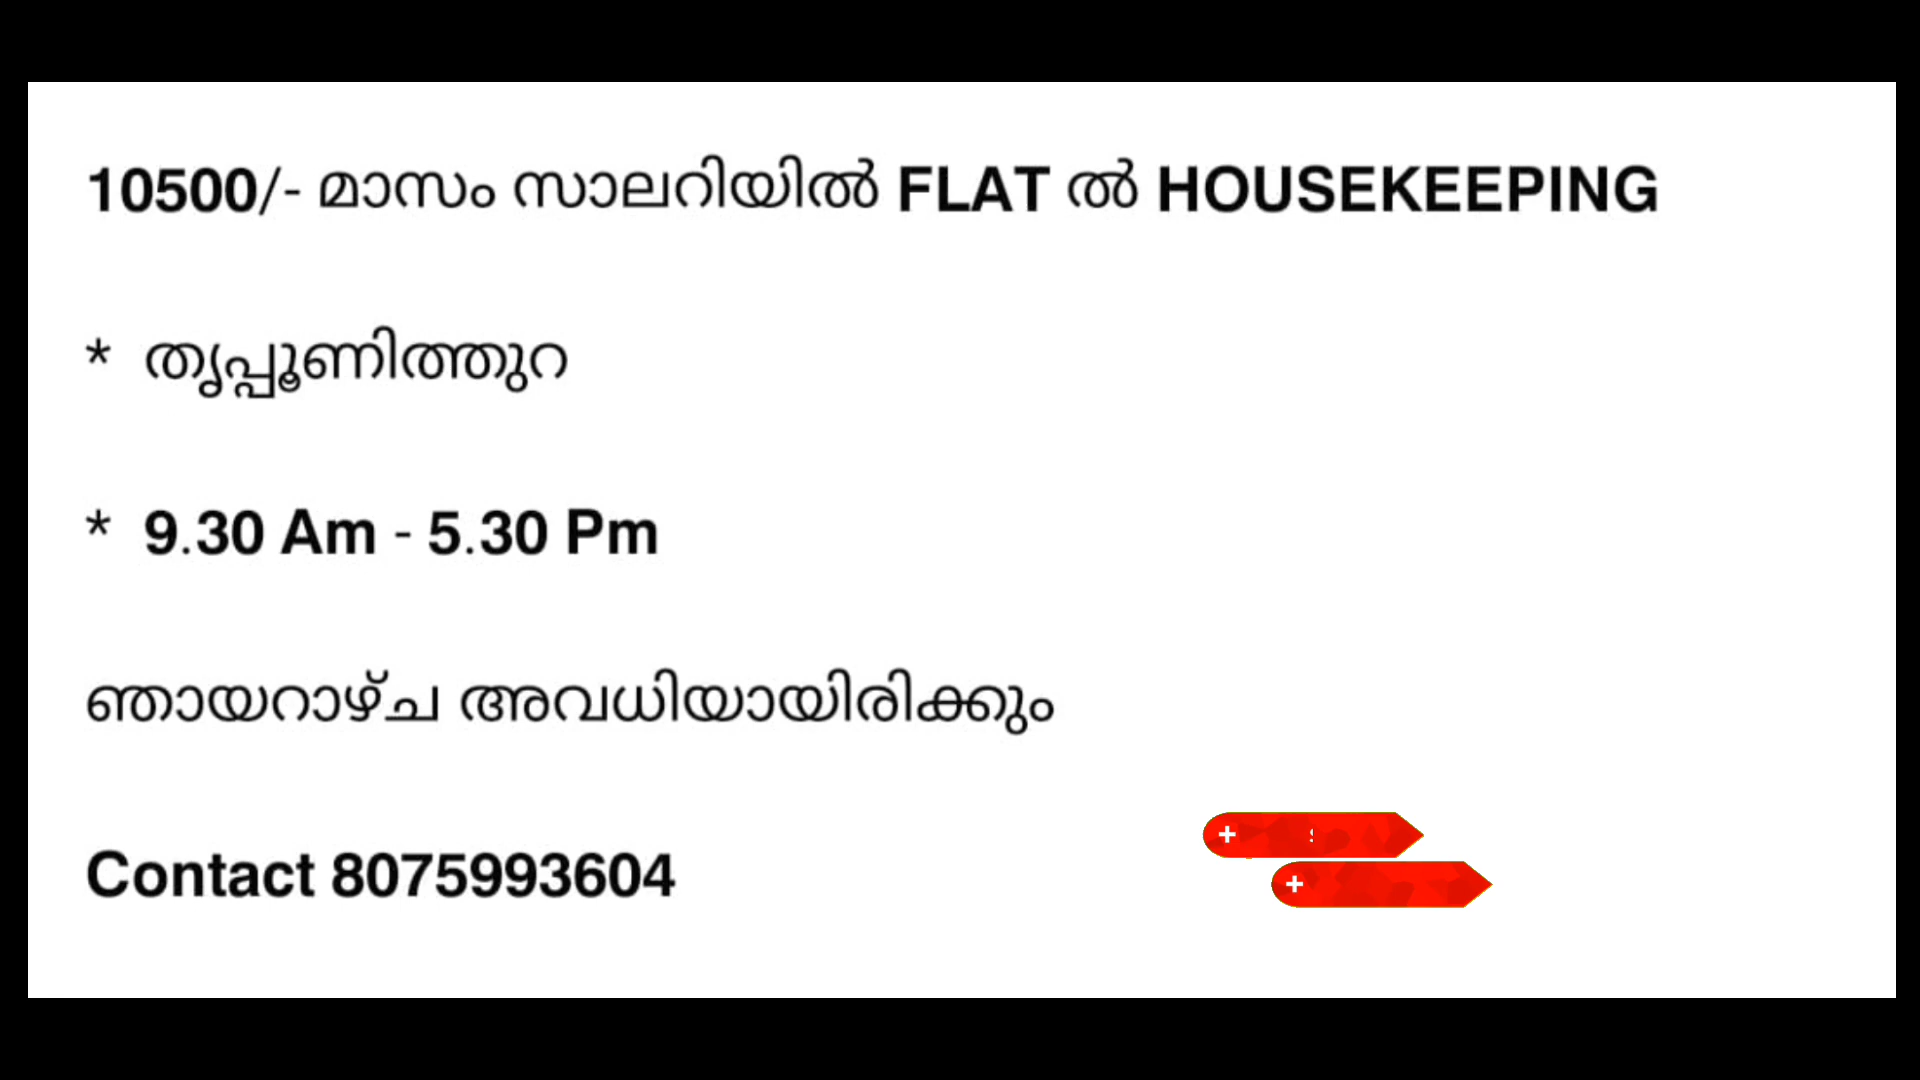 10500/- മാസം സാലറിയിൽ FLAT ൽ HOUSEKEEPING
* തൃപ്പൂണിത്തുറ
* 9.30 Am - 5.30 Pm
ഞായറാഴ്ച അവധിയായിരിക്കും
Contact 8075993604